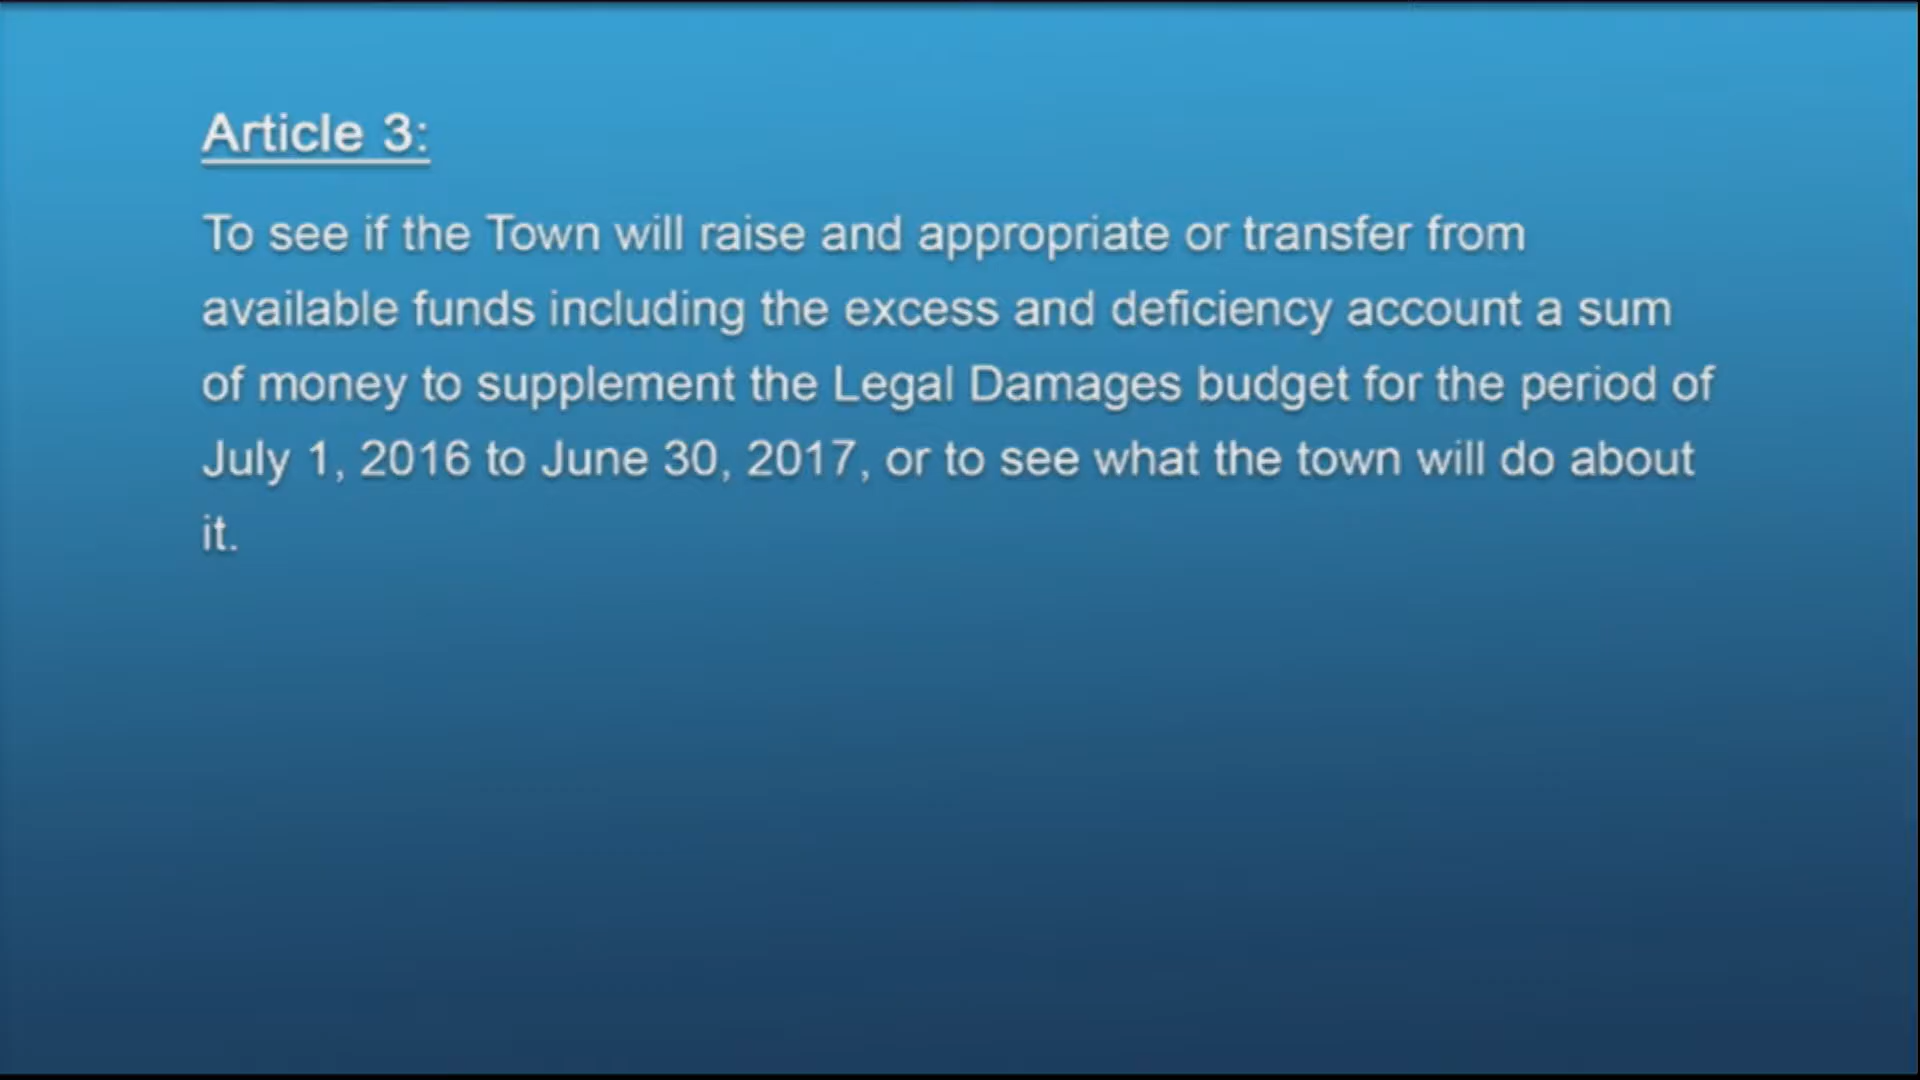 Article 3:
To see if the Town will raise and appropriate or transfer from
available funds including the excess and deficiency account a sum
of money to supplement the Legal Damages budget for the period of
July 1, 2016 to June 30, 2017, or to see what the town will do about
it.